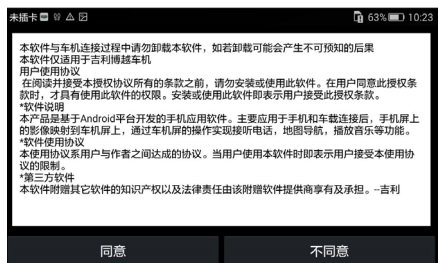 未插卡 63% 10:23
本软件与车机连接过程中请勿卸载本软件，如若卸载可能会产生不可预知的后果
本软件仅适用于吉利博越车机
用户使用协议
在阅读并接受本授权协议所有的条款之前，请勿安装或使用此软件。在用户同意此授权条
款时，才具有使用此软件的权限。安装或使用此软件即表示用户接受此授权条款。
*软件说明
本产品是基于Android平台开发的手机应用软件。主要应用于手机和车载连接后，手机屏上
的影像映射到车机屏上，通过车机屏的操作实现接听电话，地图导航，播放音乐等功能。
*软件使用协议
本使用协议系用户与作者之间达成的协议。当用户使用本软件时即表示用户接受本使用协
议的限制。
*第三方软件
本软件附赠其它软件的知识产权以及法律责任由该附赠软件提供商享有及承担。--吉利
同意 不同意